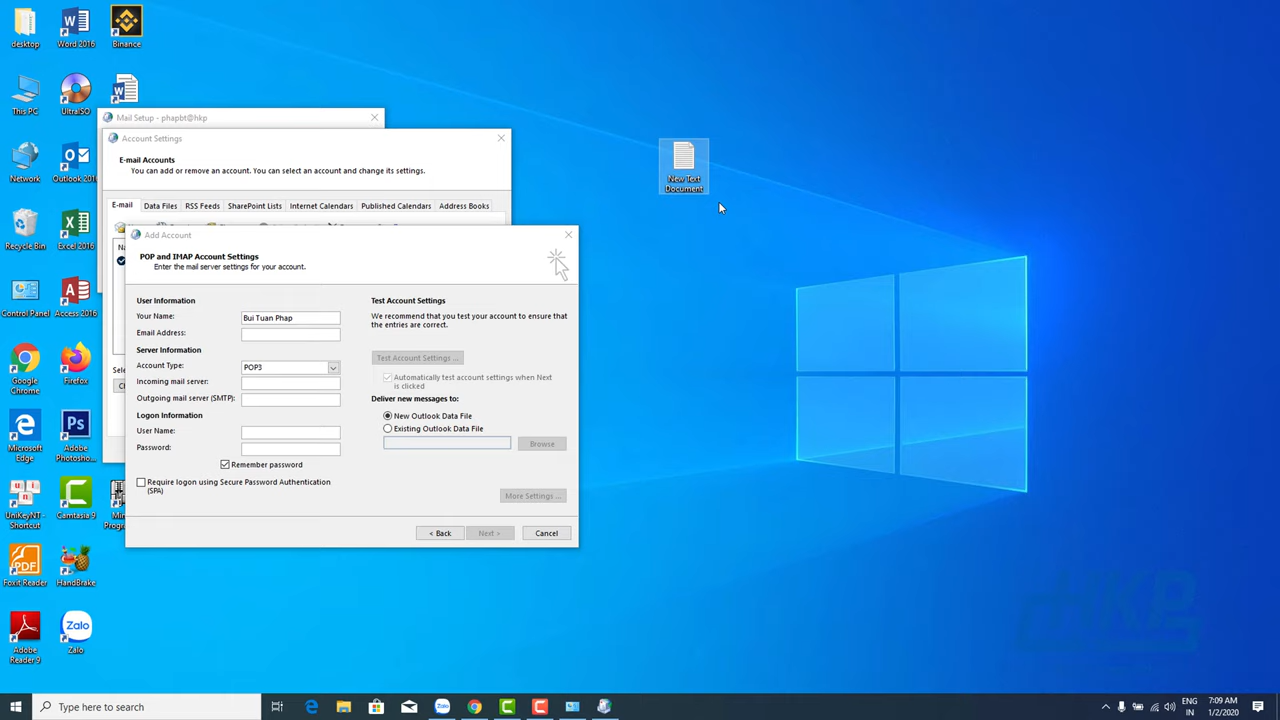 desktop
Word 2016
Binance
This PC
UltraISO
Mail Setup - phapbt@hkp
Account Settings
E-mail Accounts
You can add or remove an account. You can select an account and change its settings.
Network
Outlook 2016
E-mail
Data Files
RSS Feeds
SharePoint Lists
Internet Calendars
Published Calendars
Address Books
New Text
Document
Recycle Bin
Excel 2016
Add Account
POP and IMAP Account Settings
Enter the mail server settings for your account.
Control Panel
Access 2016
User Information
Your Name:
Bui Tuan Phap
Email Address:
Server Information
Account Type:
POP3
Incoming mail server:
Outgoing mail server (SMTP):
Logon Information
User Name:
Password:
Remember password
Require logon using Secure Password Authentication
(SPA)
Test Account Settings
We recommend that you test your account to ensure that
the entries are correct.
Test Account Settings ...
Automatically test account settings when Next
is clicked
Deliver new messages to:
New Outlook Data File
Existing Outlook Data File
Browse
More Settings ...
< Back
Next >
Cancel
Google
Chrome
Firefox
Microsoft
Edge
Adobe
Photosho...
UniKeyNT -
Shortcut
Camtasia 9
Foxit Reader
HandBrake
Adobe
Reader 9
Zalo
HKP
Type here to search
ENG
IN
7:09 AM
1/2/2020